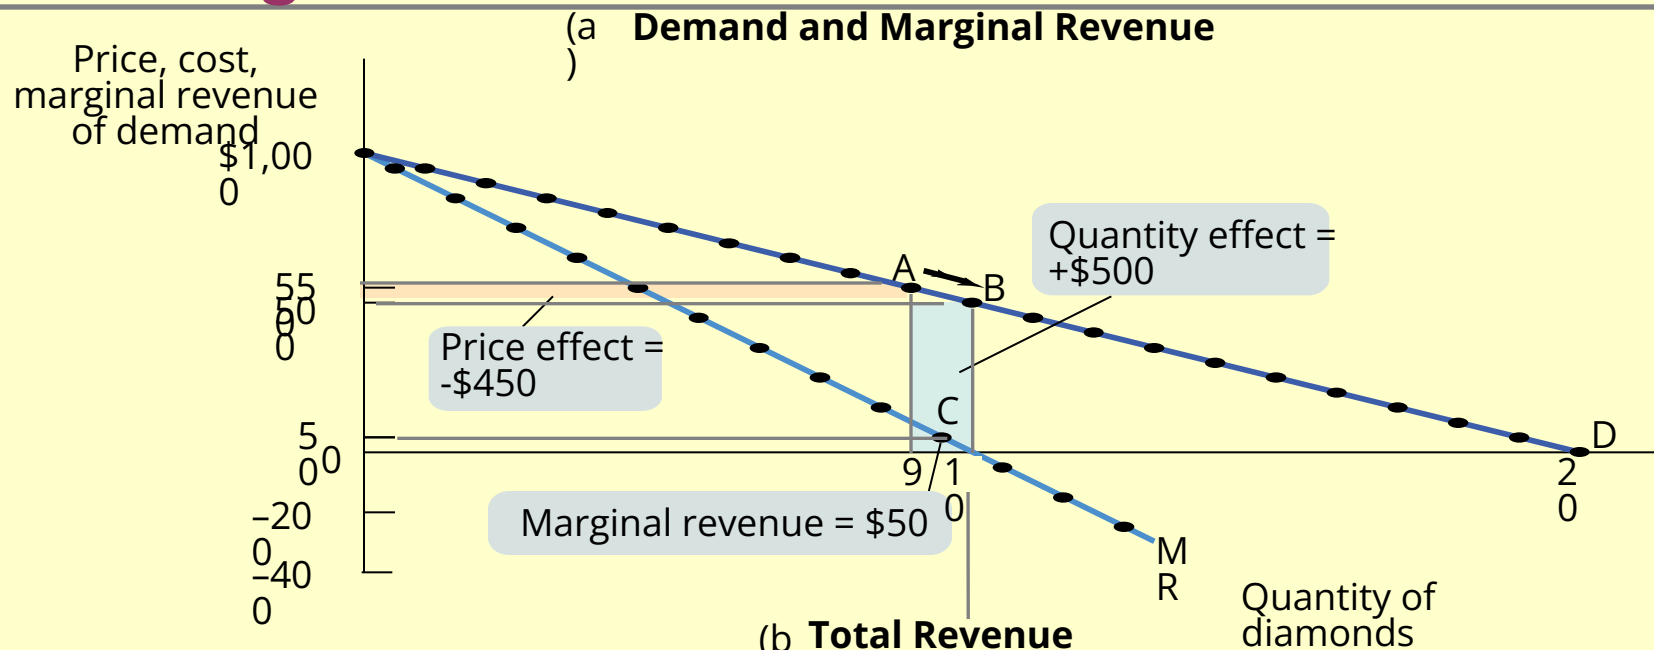 (a
)
Demand and Marginal Revenue
Price, cost,
marginal revenue
of demand
$1,00
0
A
B
Quantity effect =
+$500
55
0
50
0
Price effect =
-$450
C
5
0
0
D
9
1
0
2
0
Marginal revenue = $50
–20
0
–40
0
M
R
Quantity of
diamonds
(b
Total Revenue